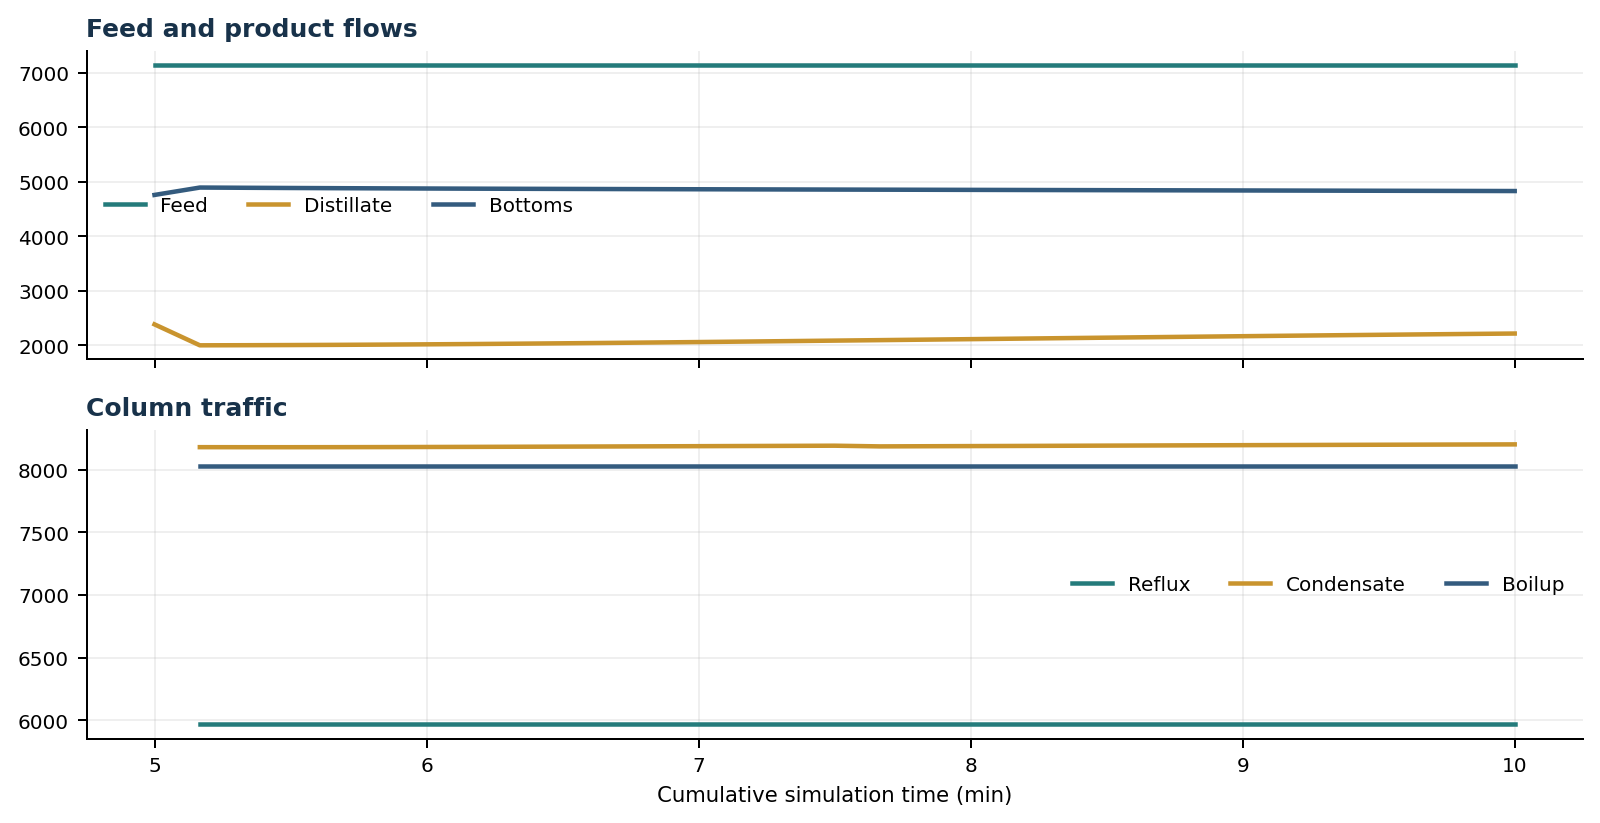 Feed and product flows
7000
6000
5000
4000
3000
2000
Feed Distillate Bottoms
Column traffic
8000
7500
7000
6500
6000
Reflux Condensate Boilup
5 6 7 8 9 10
Cumulative simulation time (min)